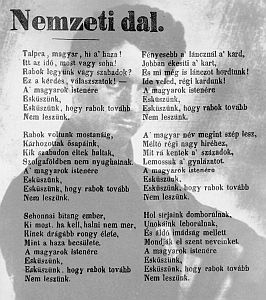 Nemzeti dal.
Talpra, magyar, hi a' haza!
Itt az idő, most vagy soha!
Rabok legyünk vagy szabadok?
Ez a kérdés, válasszatok! —
A' magyarok istenére
Esküszünk,
Esküszünk, hogy rabok tovább
Nem leszünk.
Rabok voltunk mostanáig,
Kárhozottak ősapáink,
Kik szabadon éltek haltak,
Szolgaföldben nem nyughatnak.
A' magyarok istenére
Esküszünk,
Esküszünk, hogy rabok tovább
Nem leszünk.
Sehonnai bitang ember,
Ki most, ha kell, halni nem mer,
Kinek drágább rongy élete,
Mint a haza becsülete.
A magyarok istenére
Esküszünk,
Esküszünk, hogy rabok tovább
Nem leszünk.
Fényesebb a' láncznál a' kard,
Jobban ékesiti a' kart,
És mi még is lánczot hordtunk!
Ide veled, régi kardunk!
A' magyarok istenére
Esküszünk,
Esküszünk, hogy rabok tovább
Nem leszünk.
A' magyar név megint szép lesz,
Méltó régi nagy hiréhez,
Mit rá kentek a' századok,
Lemossuk a' gyalázatot.
A magyarok istenére
Esküszünk,
Esküszünk, hogy rabok tovább
Nem leszünk.
Hol sirjaink domborulnak,
Unokáink leborulnak,
És áldó imádság mellett
Mondják el szent neveinket
A magyarok istenére
Esküszünk,
Esküszünk, hogy rabok tovább
Nem leszünk.